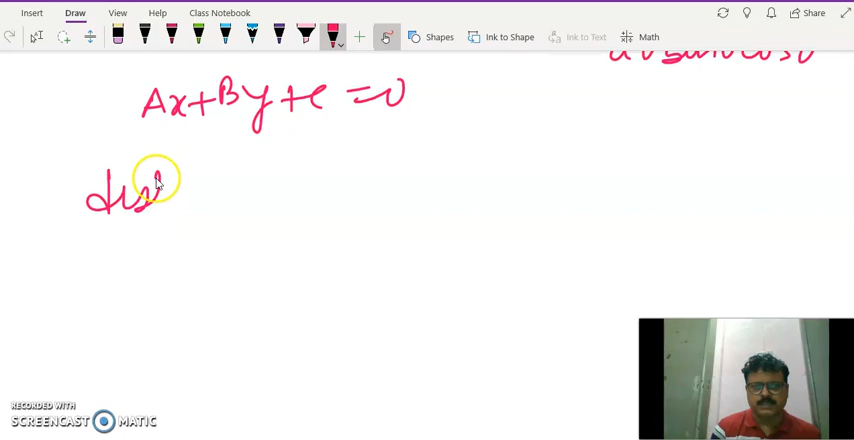 Insert Draw View Help Class Notebook Share
Shapes Ink to Shape Ink to Text Math
Ax+By+c=0
dis
RECORDED WITH
SCREENCAST MATIC